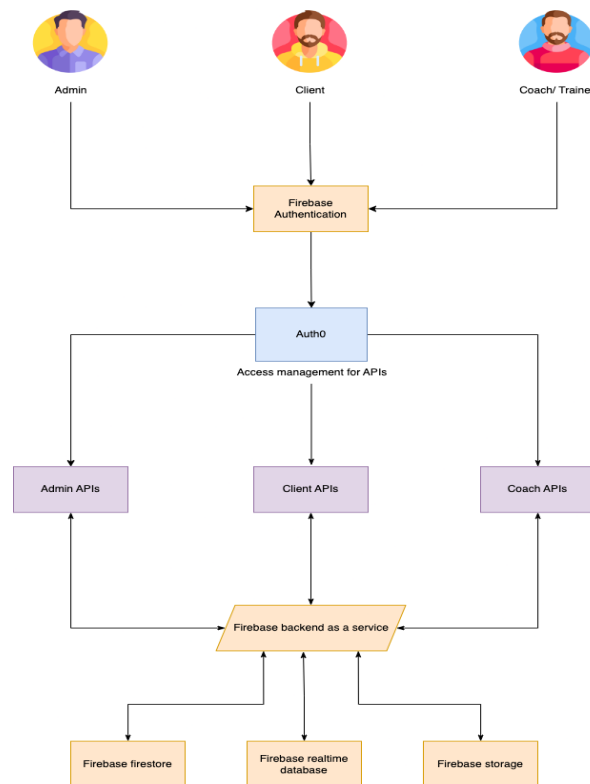 Admin
Client
Coach/ Traine
Firebase
Authentication
Auth0
Access management for APIs
Admin APIs
Client APIs
Coach APIs
Firebase backend as a service
Firebase firestore
Firebase realtime
database
Firebase storage